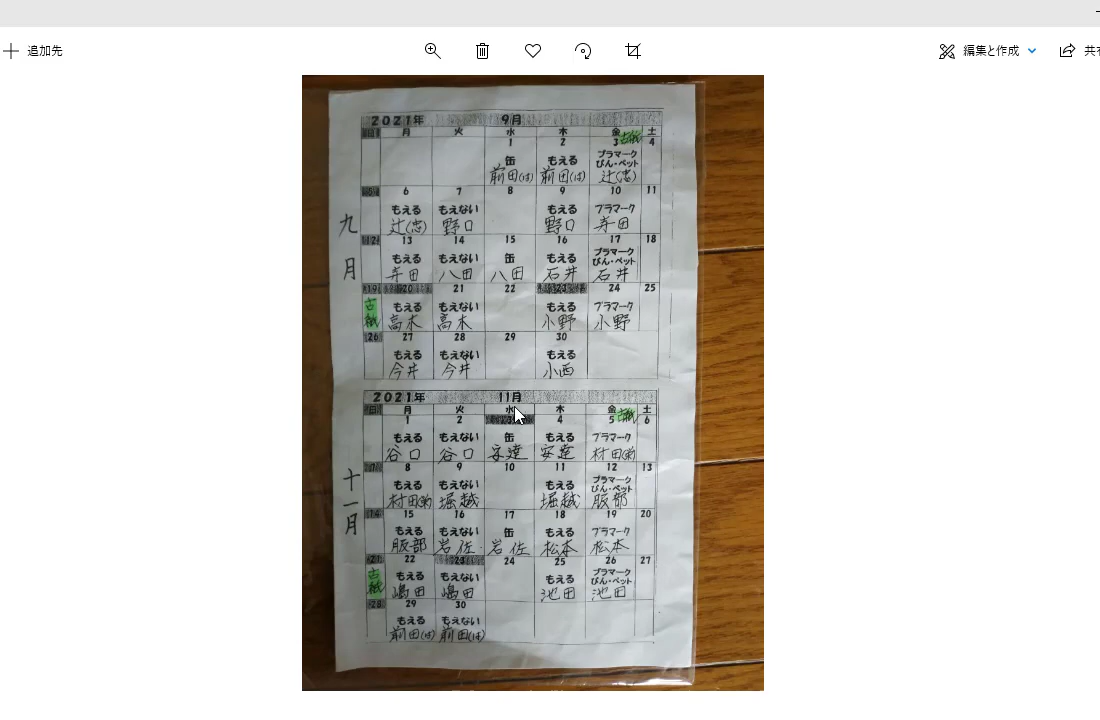 追加先
編集と作成
共有
2021年 9月
日 月 火 水 木 金 古紙 土
1 2 3 4
缶 もえる プラマーク
びん・ペット
前田(は) 前田(は) 辻(忠)
5 6 7 8 9 10 11
もえる もえない もえる プラマーク
辻(忠) 野口 野口 寺田
九月
12 13 14 15 16 17 18
もえる もえない 缶 もえる プラマーク
びん・ペット
寺田 八田 八田 石井 石井
19 20 21 22 23 24 25
古紙 もえる もえない もえる プラマーク
高木 高木 小野 小野
26 27 28 29 30
もえる もえない もえる
今井 今井 小西
2021年 11月
日 月 火 水 木 金 古紙 土
1 2 3 4 5 6
もえる もえない 缶 もえる プラマーク
谷口 谷口 安達 安達 村田
7 8 9 10 11 12 13
もえる もえない もえる プラマーク
びん・ペット
村田 堀越 堀越 服部
十一月
14 15 16 17 18 19 20
もえる もえない 缶 もえる プラマーク
服部 岩佐 岩佐 松本 松本
21 22 23 24 25 26 27
古紙 もえる もえない もえる プラマーク
びん・ペット
嶋田 嶋田 池田 池田
28 29 30
もえる もえない
前田(は) 前田(は)